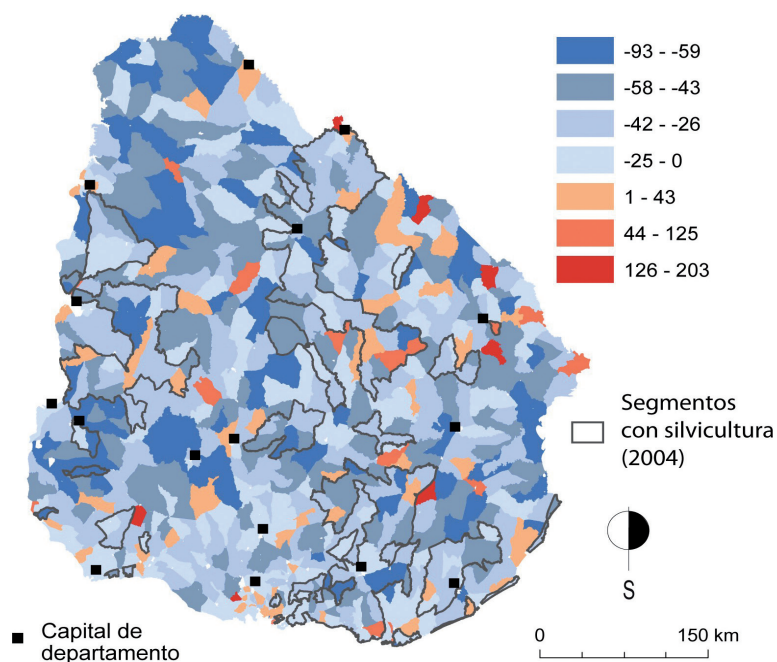 -93 - -59
-58 - -43
-42 - -26
-25 - 0
1 - 43
44 - 125
126 - 203
Segmentos
con silvicultura
(2004)
S
Capital de
departamento
0 150 km